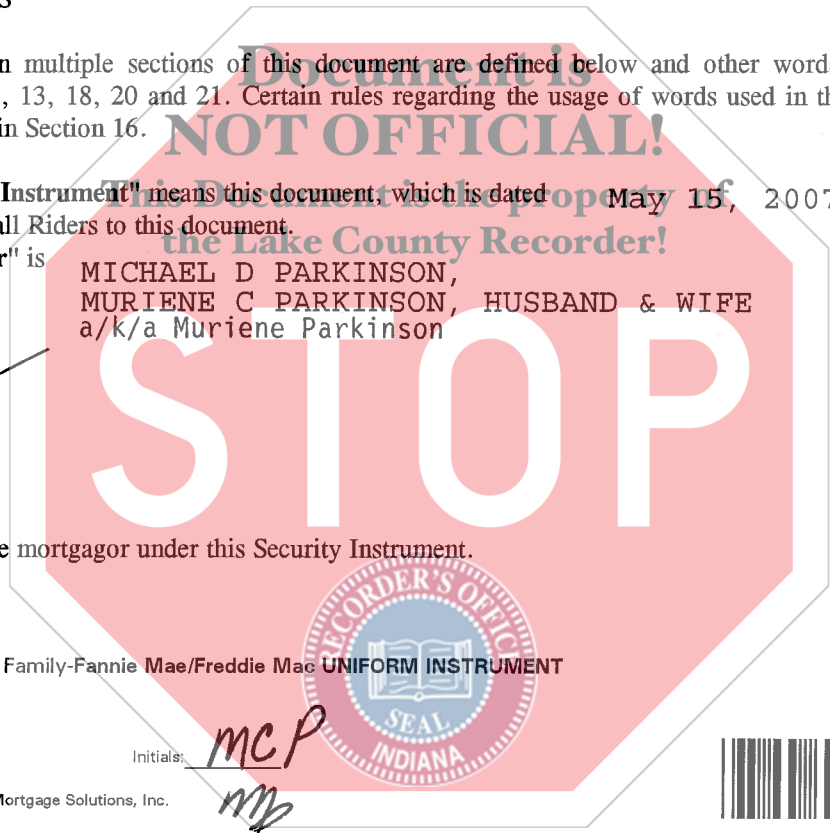 S
n multiple sections of this document are defined below and other word
, 13, 18, 20 and 21. Certain rules regarding the usage of words used in th
in Section 16.
Document is
NOT OFFICIAL!
This Document is the property of
the Lake County Recorder!
Instrument" means this document, which is dated May 15, 2007
all Riders to this document.
r" is
MICHAEL D PARKINSON,
MURIENE C PARKINSON, HUSBAND & WIFE
a/k/a Muriene Parkinson
STOP
e mortgagor under this Security Instrument.
RECORDER'S OFFICE
SEAL
INDIANA
Family-Fannie Mae/Freddie Mac UNIFORM INSTRUMENT
Initials: MCP
Mortgage Solutions, Inc.